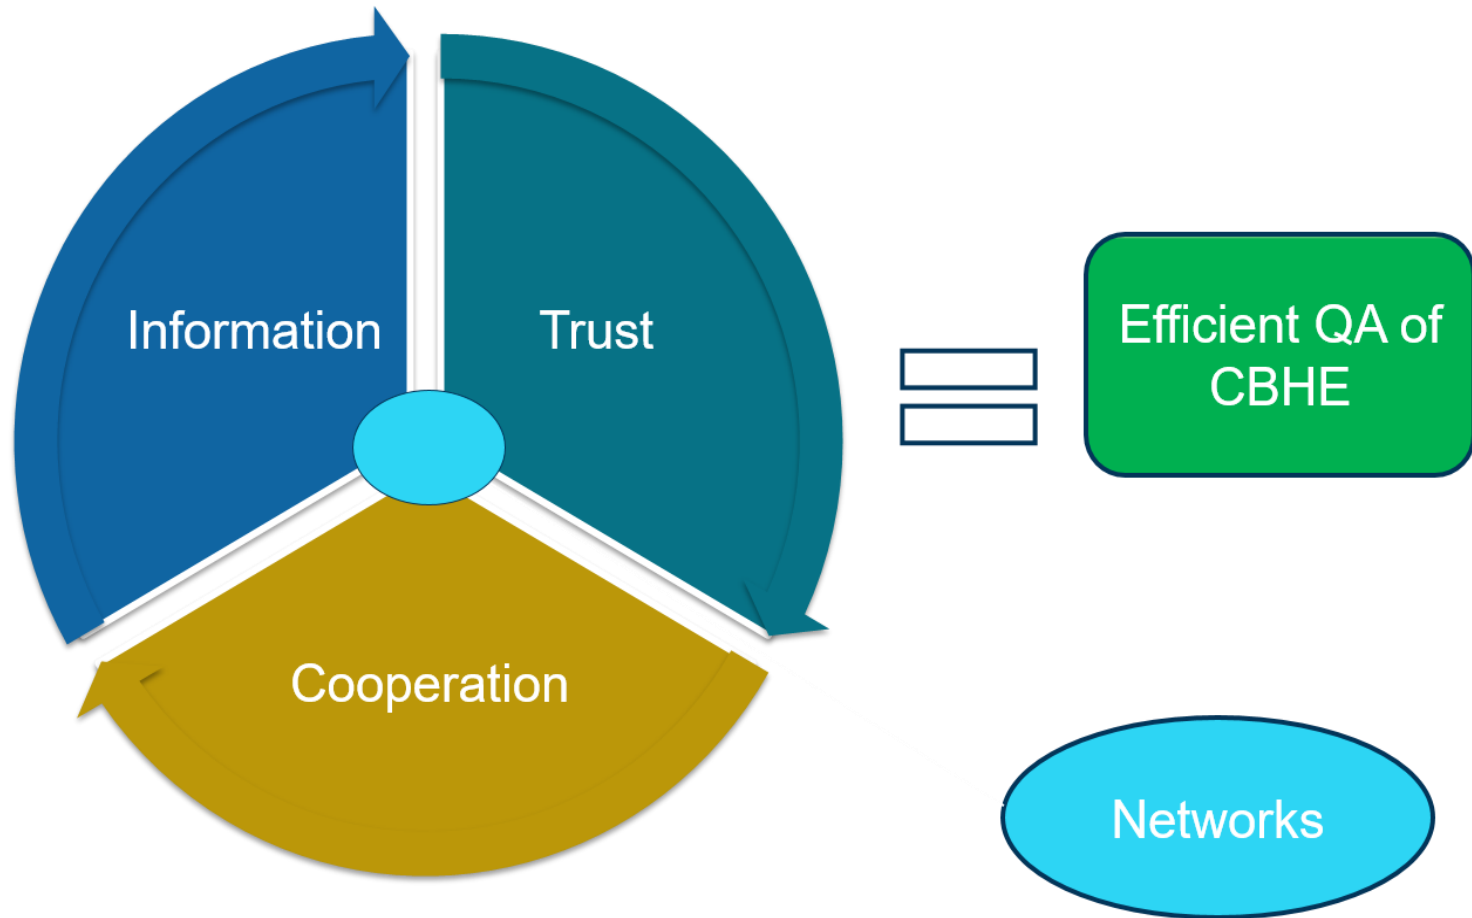 Information
Trust
Cooperation
Efficient QA of
CBHE
Networks